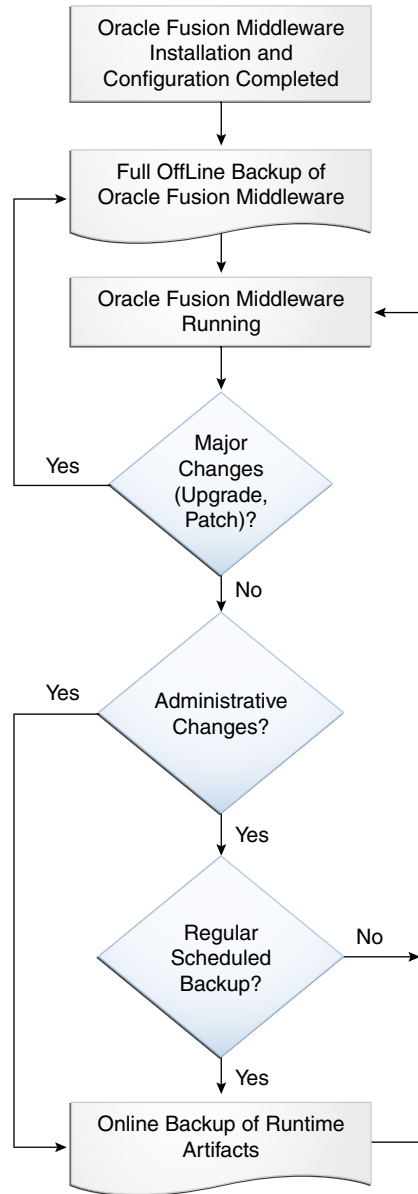 Oracle Fusion Middleware
Installation and
Configuration Completed
Full OffLine Backup of
Oracle Fusion Middleware
Oracle Fusion Middleware
Running
Major
Changes
(Upgrade,
Patch)?
Yes
No
Administrative
Changes?
Yes
Yes
Regular
Scheduled
Backup?
No
Yes
Online Backup of Runtime
Artifacts